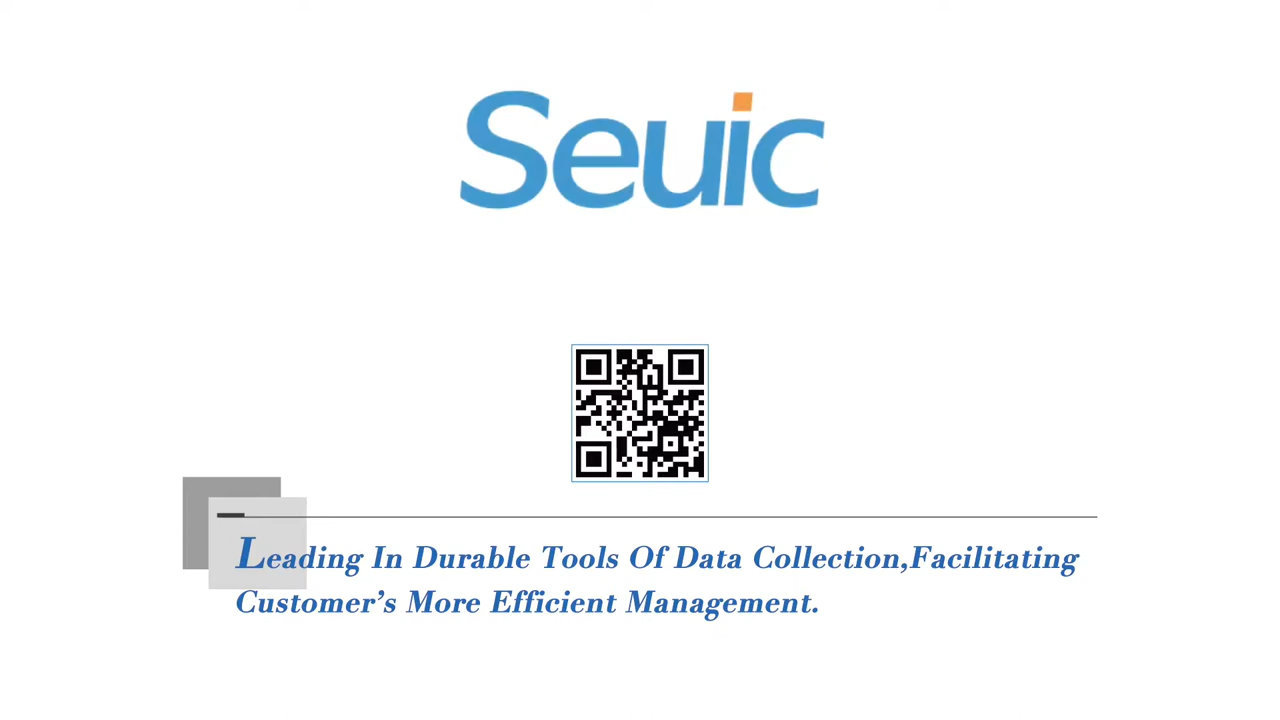 Seuic
Leading In Durable Tools Of Data Collection,Facilitating
Customer’s More Efficient Management.